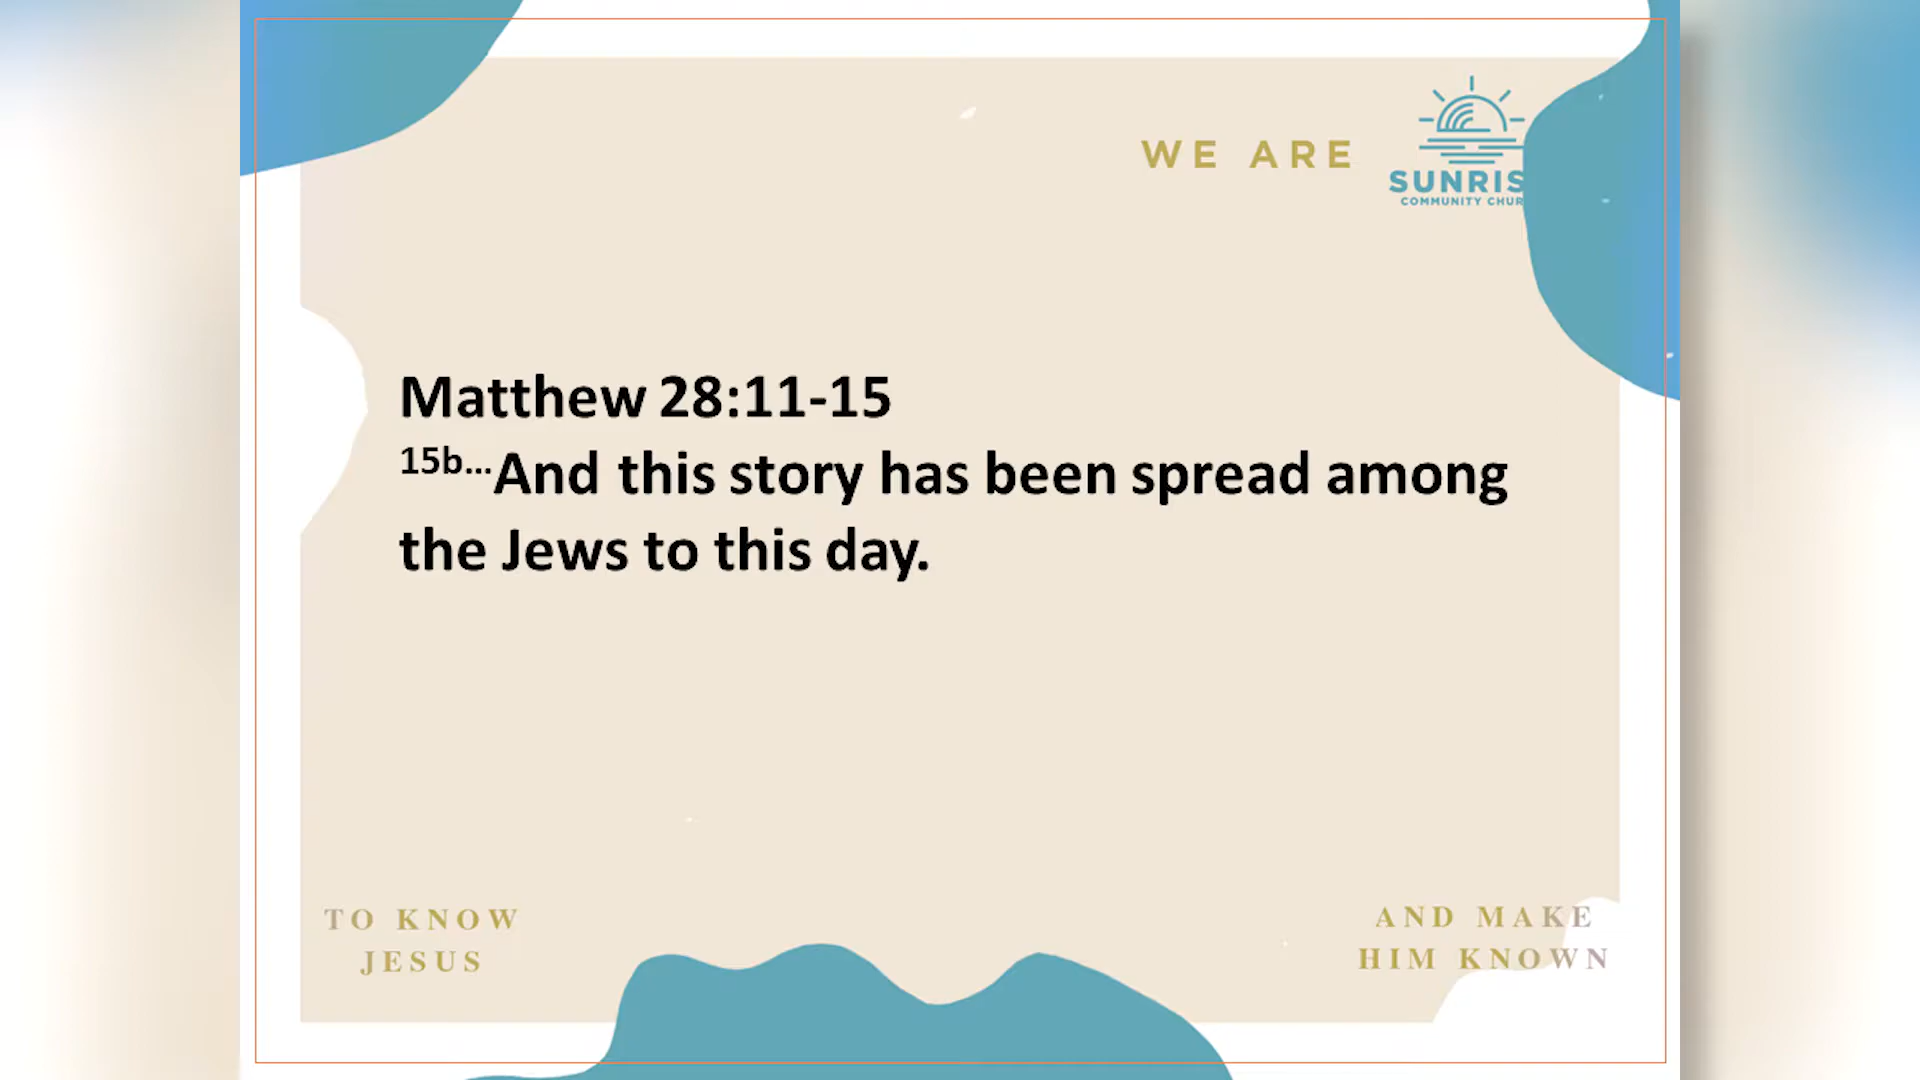 WE ARE
SUNRIS
COMMUNITY CHUR
Matthew 28:11-15
15b...And this story has been spread among
the Jews to this day.
TO KNOW
JESUS
AND MAKE
HIM KNOWN